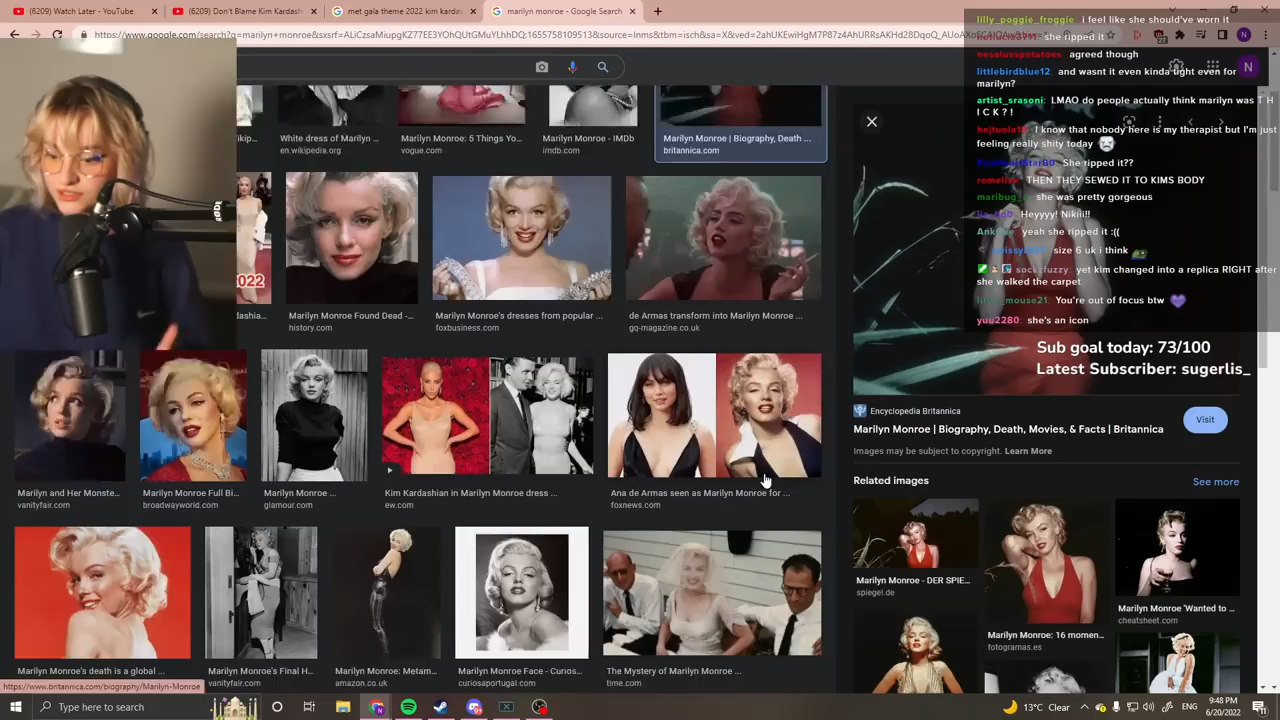 (6209) Watch Later - YouTube
(6209) Don't Blame Kim Kardash
met gala theme 2022 kim kardas
marilyn monroe - Google Search
lilly_poggie_froggie: i feel like she should've worn it
she ripped it
agreed though
littlebirdblue12: and wasnt it even kinda tight even for
marilyn?
artist_srasoni: LMAO do people actually think marilyn was T H
I C K ? !
I know that nobody here is my therapist but I'm just
feeling really shity today
She ripped it??
THEN THEY SEWED IT TO KIMS BODY
she was pretty gorgeous
Heyyyy! Nikiii!!
yeah she ripped it :((
size 6 uk i think
yet kim changed into a replica RIGHT after
she walked the carpet
You're out of focus btw
yuu2280: she's an icon
Sub goal today: 73/100
Latest Subscriber: sugerlis_
White dress of Marilyn ...
en.wikipedia.org
Marilyn Monroe: 5 Things Yo...
vogue.com
Marilyn Monroe - IMDb
imdb.com
Marilyn Monroe | Biography, Death ...
britannica.com
2022
Marilyn Monroe Found Dead -...
history.com
Marilyn Monroe's dresses from popular ...
foxbusiness.com
de Armas transform into Marilyn Monroe ...
gq-magazine.co.uk
Marilyn and Her Monste...
vanityfair.com
Marilyn Monroe Full Bi...
broadwayworld.com
Marilyn Monroe ...
glamour.com
Kim Kardashian in Marilyn Monroe dress ...
ew.com
Ana de Armas seen as Marilyn Monroe for ...
foxnews.com
Encyclopedia Britannica
Marilyn Monroe | Biography, Death, Movies, & Facts | Britannica
Visit
Images may be subject to copyright. Learn More
Related images
See more
Marilyn Monroe - DER SPIE...
spiegel.de
Marilyn Monroe: 16 momen...
fotogramas.es
Marilyn Monroe 'Wanted to ...
cheatsheet.com
Marilyn Monroe's death is a global ...
Marilyn Monroe's Final H...
vanityfair.com
Marilyn Monroe: Metam...
amazon.co.uk
Marilyn Monroe Face - Curios...
curiosaportugal.com
The Mystery of Marilyn Monroe ...
time.com
https://www.britannica.com/biography/Marilyn-Monroe
Type here to search
13°C Clear
9:48 PM
6/20/2022